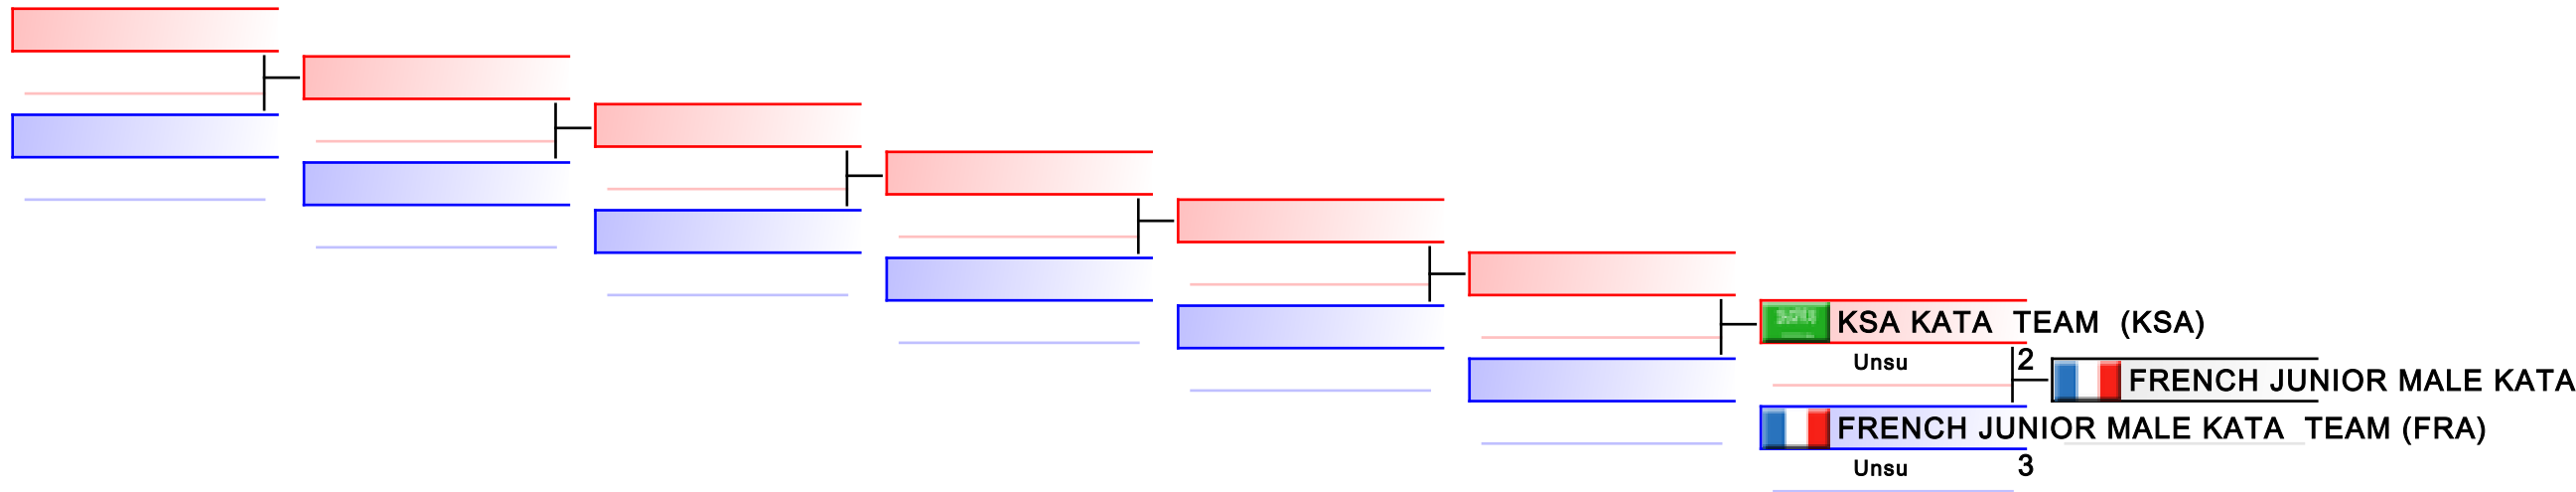 KSA KATA TEAM (KSA)
Unsu 2
FRENCH JUNIOR MALE KATA
FRENCH JUNIOR MALE KATA TEAM (FRA)
Unsu 3